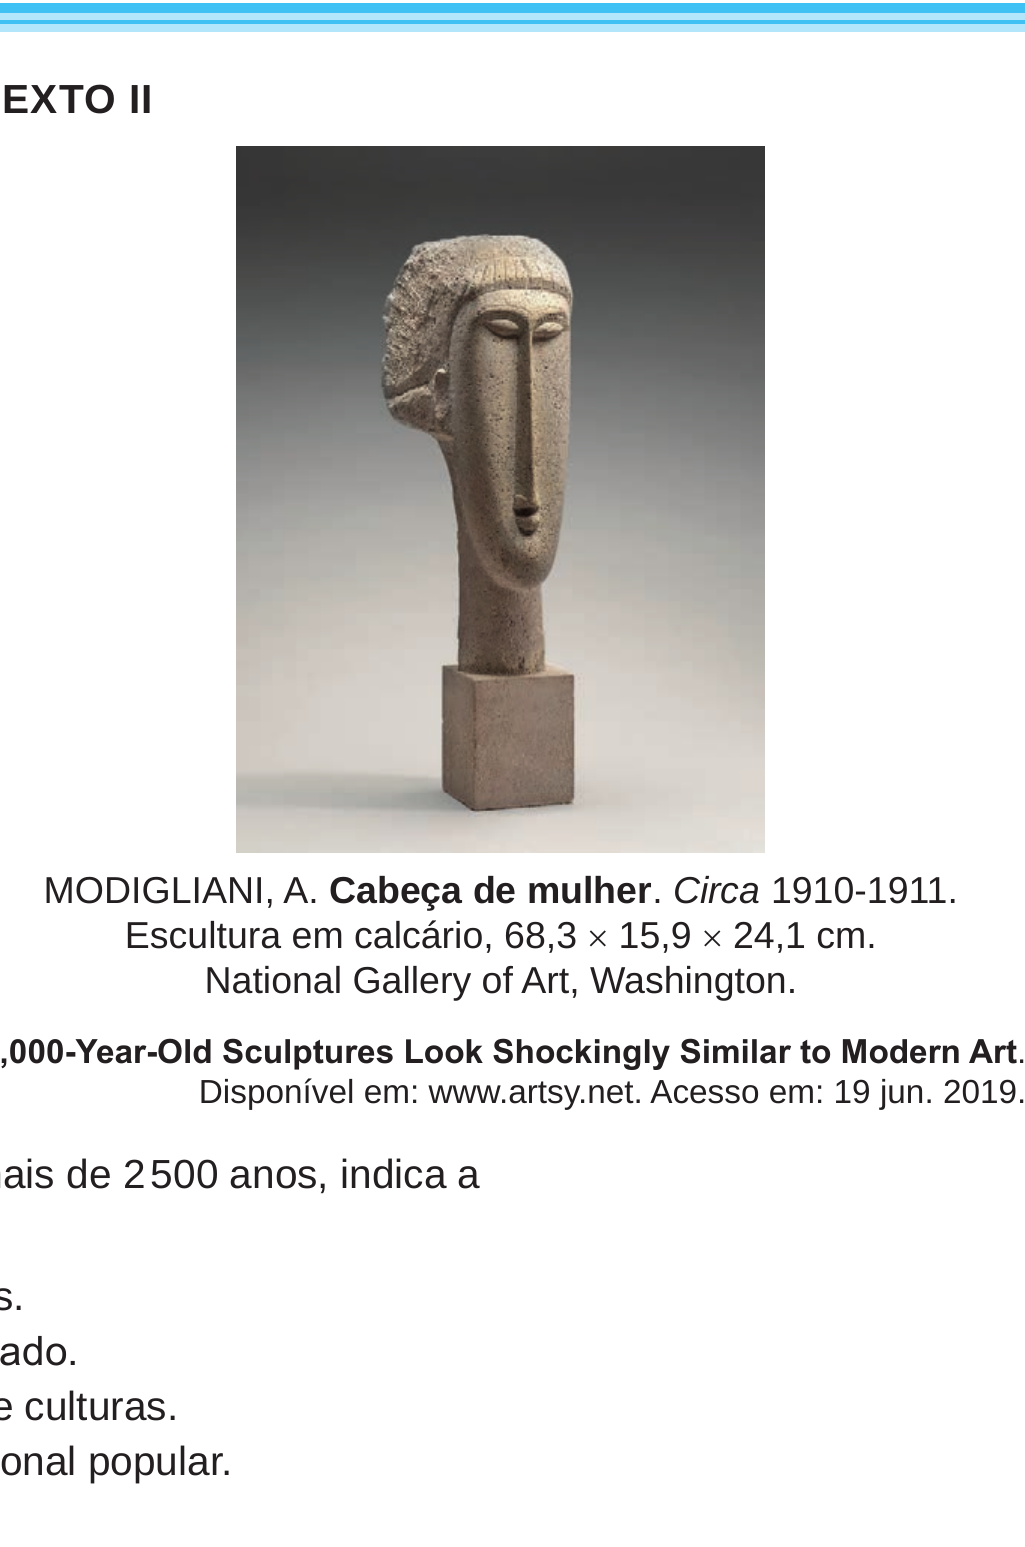 EXTO II
MODIGLIANI, A. Cabeça de mulher. Circa 1910-1911.
Escultura em calcário, 68,3 × 15,9 × 24,1 cm.
National Gallery of Art, Washington.
,000-Year-Old Sculptures Look Shockingly Similar to Modern Art.
Disponível em: www.artsy.net. Acesso em: 19 jun. 2019.
ais de 2 500 anos, indica a
s.
ado.
e culturas.
onal popular.